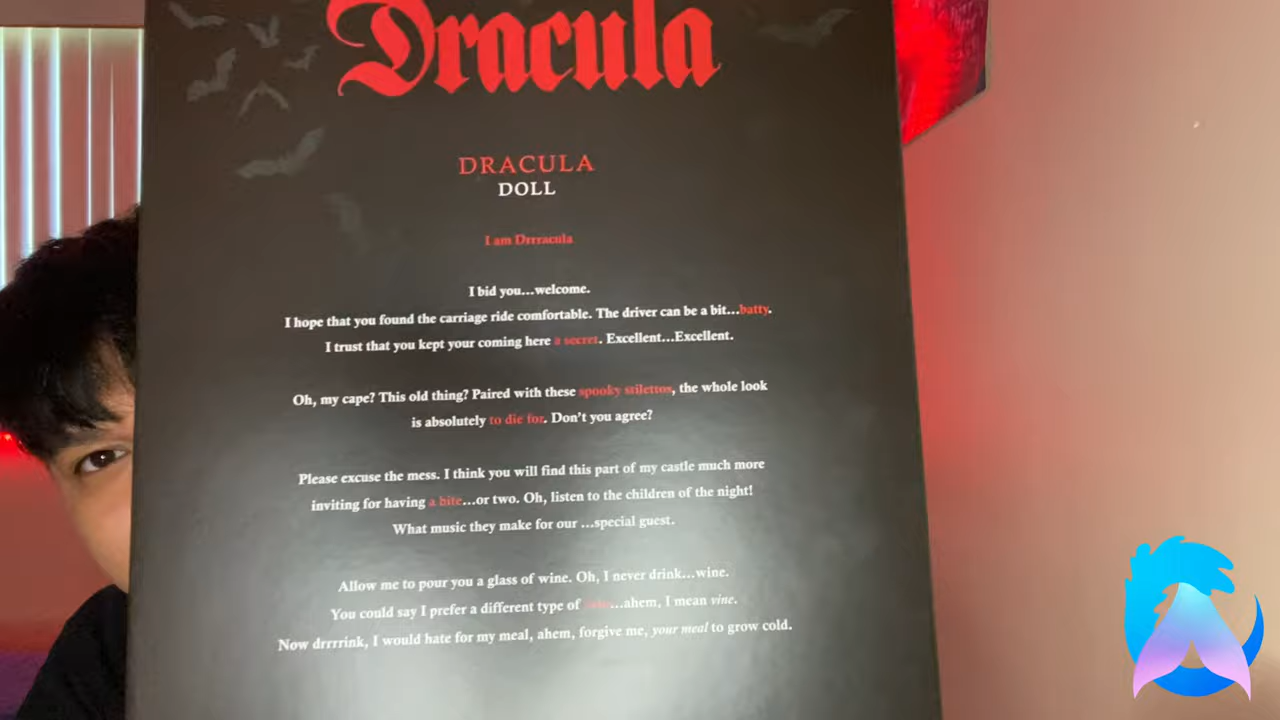 Dracula
DRACULA
DOLL
I am Drrracula
I bid you...welcome.
I hope that you found the carriage ride comfortable. The driver can be a bit...batty.
I trust that you kept your coming here a secret. Excellent...Excellent.
Oh, my cape? This old thing? Paired with these spooky stilettos, the whole look
is absolutely to die for. Don't you agree?
Please excuse the mess. I think you will find this part of my castle much more
inviting for having a bite...or two. Oh, listen to the children of the night!
What music they make for our ...special guest.
Allow me to pour you a glass of wine. Oh, I never drink...wine.
You could say I prefer a different type of ...ahem, I mean vine.
Now drrrrink, I would hate for my meal, ahem, forgive me, your meal to grow cold.